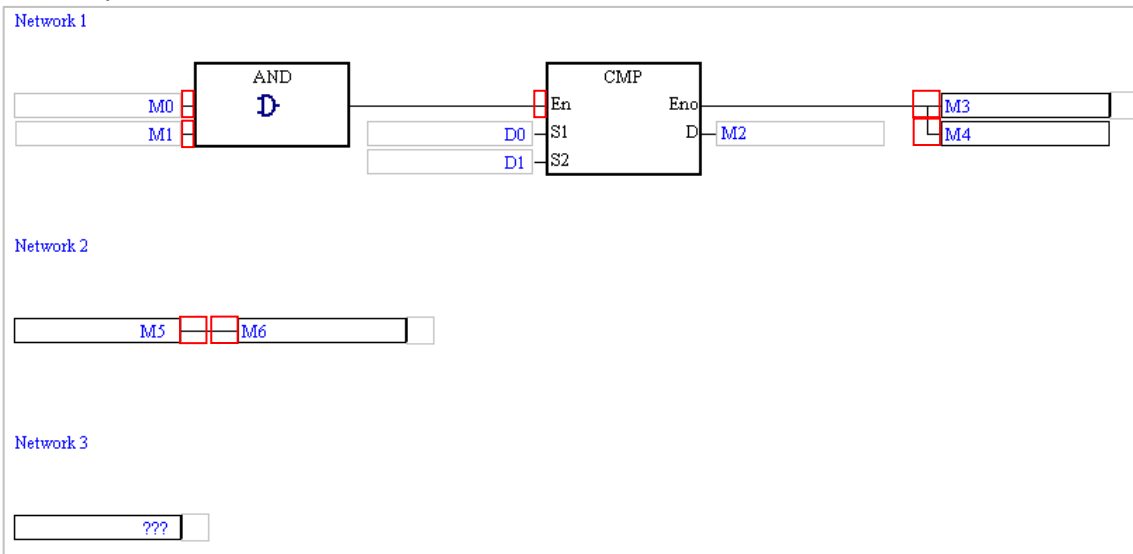 Network 1
AND CMP
M0 En Eno M3
M1 D0 S1 D M2 M4
D1 S2
Network 2
M5 M6
Network 3
???